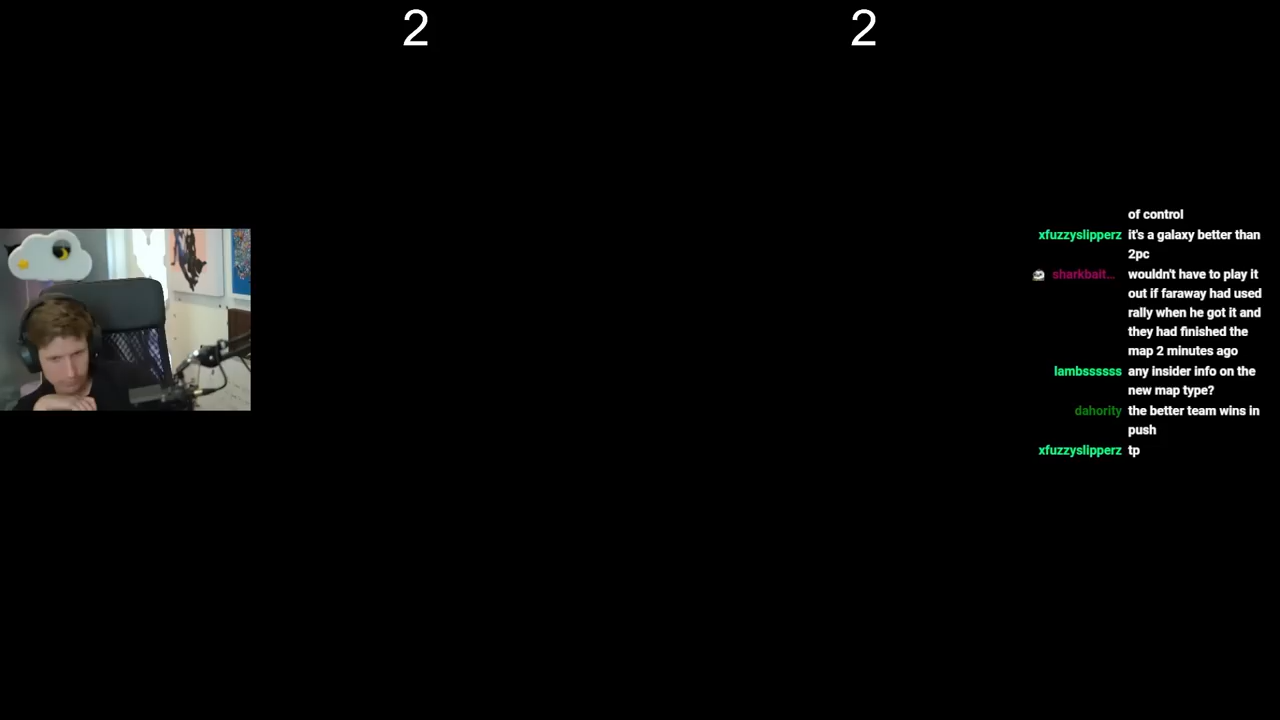 2
2
of control
xfuzzyslipperz it's a galaxy better than
2pc
sharkbait... wouldn't have to play it
out if faraway had used
rally when he got it and
they had finished the
map 2 minutes ago
lambssssss any insider info on the
new map type?
dahority the better team wins in
push
xfuzzyslipperz tp